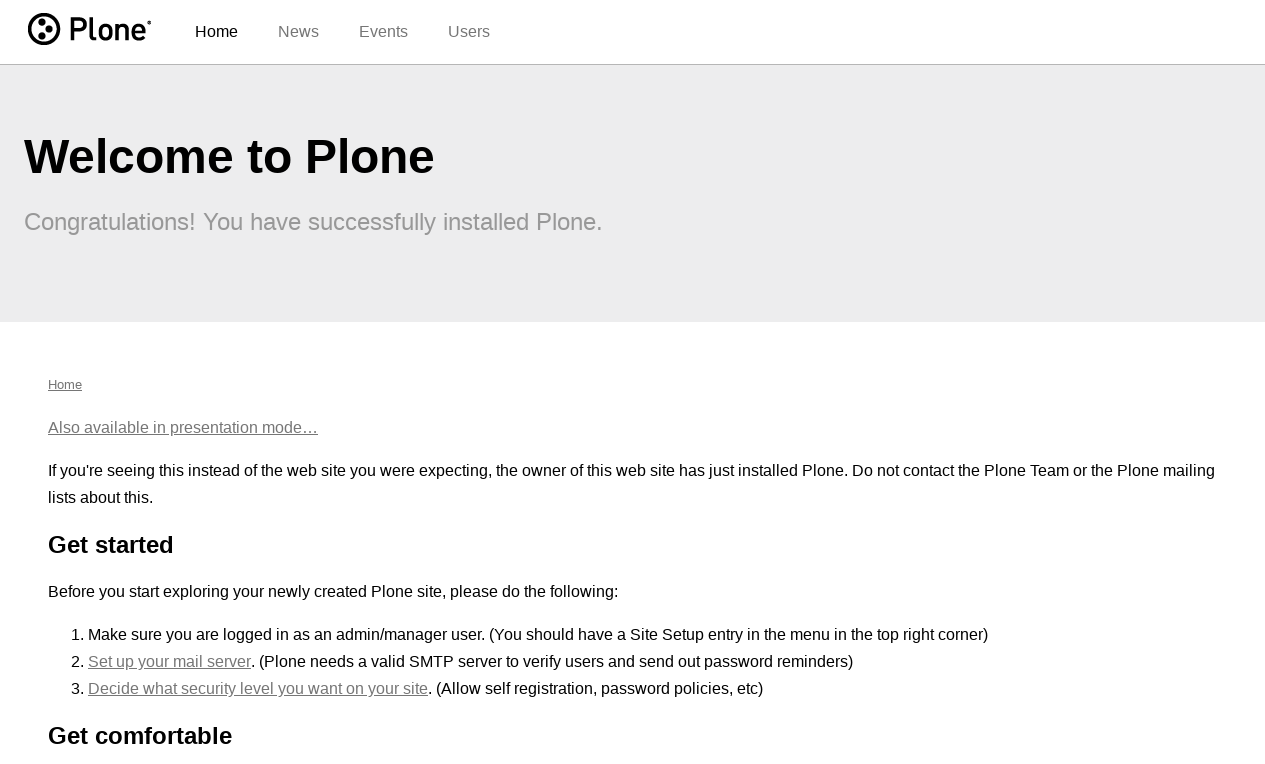 Plone®
Home News Events Users
Welcome to Plone
Congratulations! You have successfully installed Plone.
Home
Also available in presentation mode…
If you're seeing this instead of the web site you were expecting, the owner of this web site has just installed Plone. Do not contact the Plone Team or the Plone mailing
lists about this.
Get started
Before you start exploring your newly created Plone site, please do the following:
1. Make sure you are logged in as an admin/manager user. (You should have a Site Setup entry in the menu in the top right corner)
2. Set up your mail server. (Plone needs a valid SMTP server to verify users and send out password reminders)
3. Decide what security level you want on your site. (Allow self registration, password policies, etc)
Get comfortable